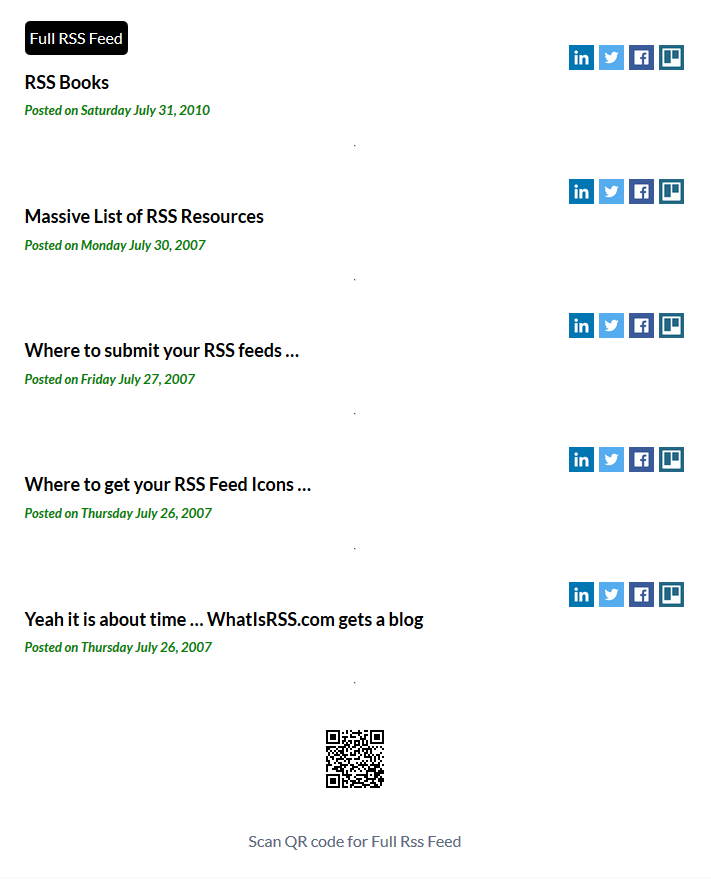 Full RSS Feed
RSS Books
Posted on Saturday July 31, 2010
.
Massive List of RSS Resources
Posted on Monday July 30, 2007
.
Where to submit your RSS feeds ...
Posted on Friday July 27, 2007
.
Where to get your RSS Feed Icons ...
Posted on Thursday July 26, 2007
.
Yeah it is about time ... WhatIsRSS.com gets a blog
Posted on Thursday July 26, 2007
.
Scan QR code for Full Rss Feed